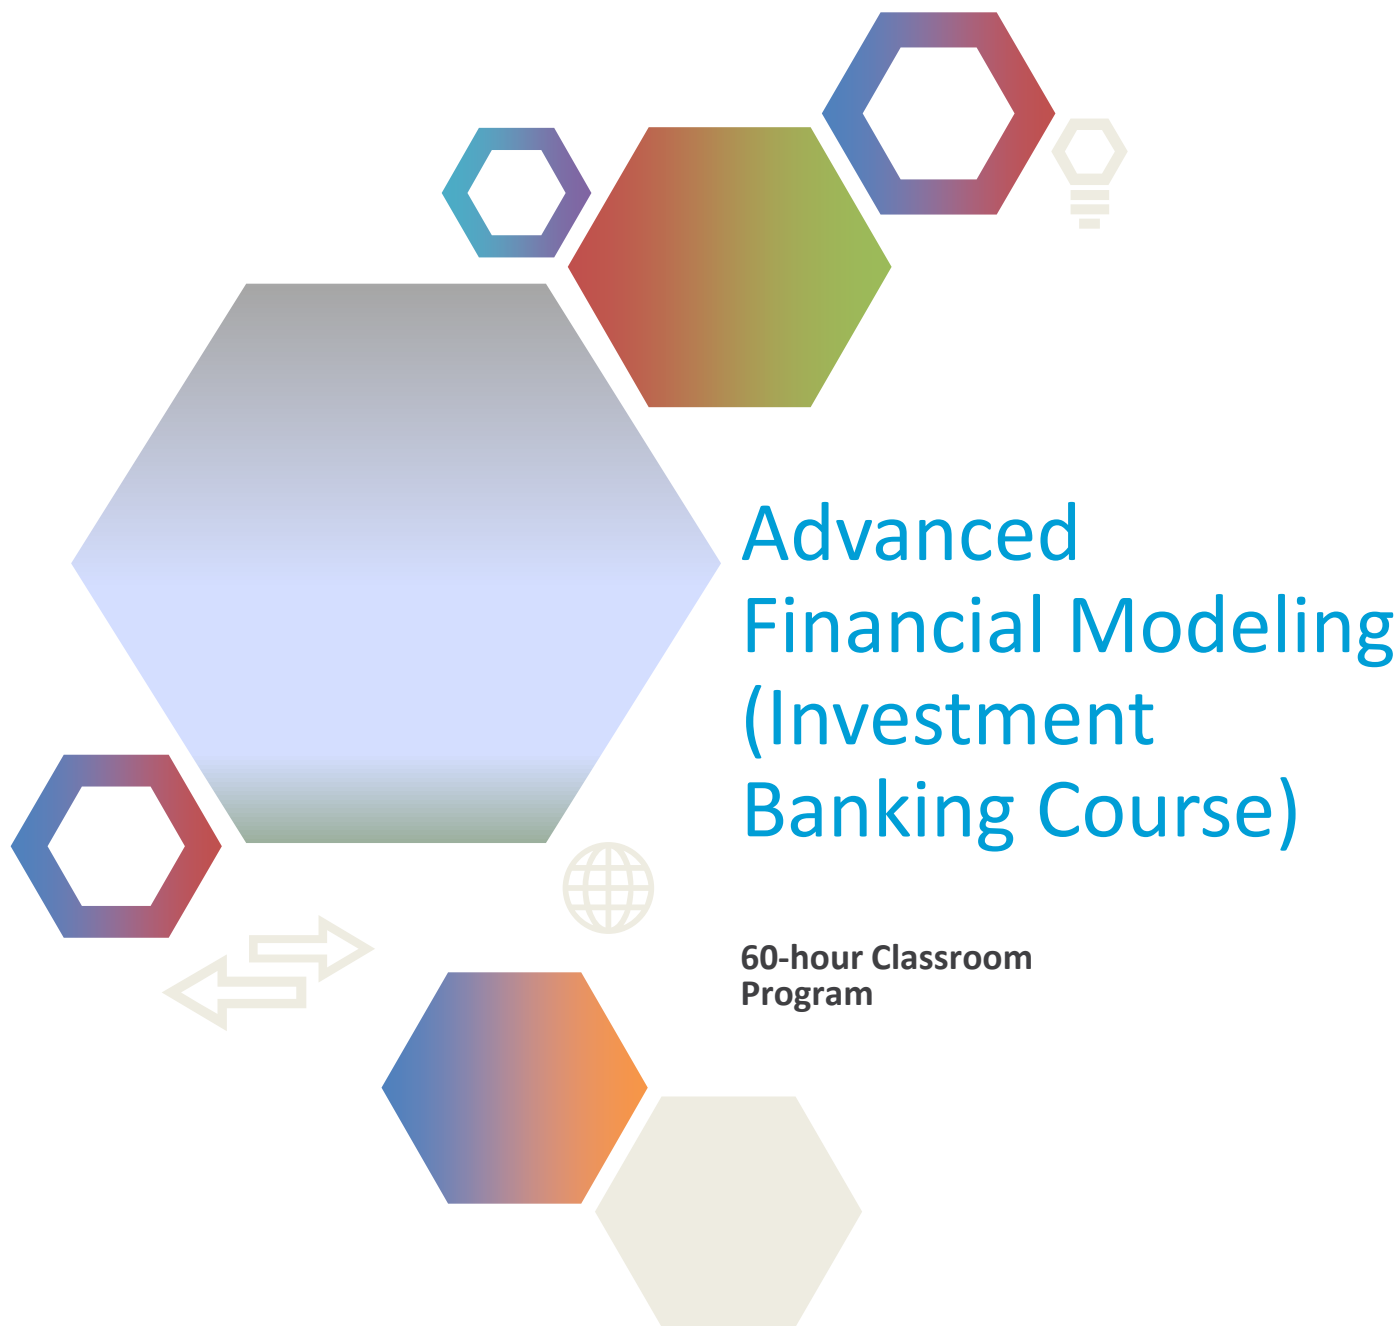 Advanced
Financial Modeling
(Investment
Banking Course)
60-hour Classroom
Program